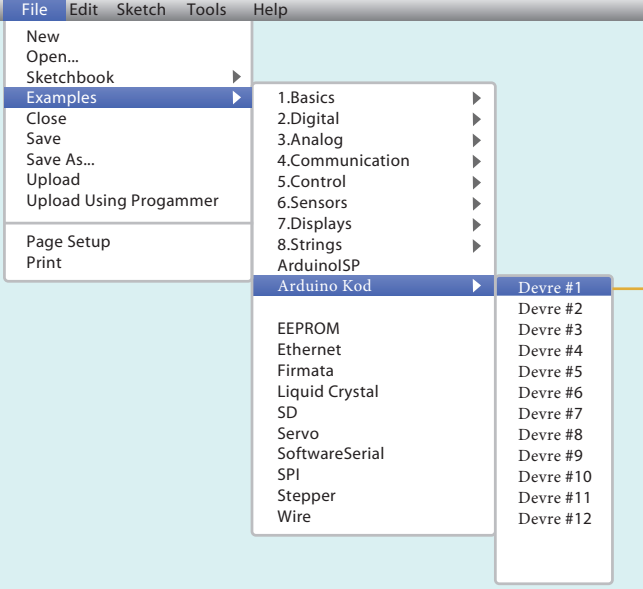 File Edit Sketch Tools Help
New
Open...
Sketchbook
Examples
Close
Save
Save As...
Upload
Upload Using Progammer
Page Setup
Print
1.Basics
2.Digital
3.Analog
4.Communication
5.Control
6.Sensors
7.Displays
8.Strings
ArduinoISP
Arduino Kod
EEPROM
Ethernet
Firmata
Liquid Crystal
SD
Servo
SoftwareSerial
SPI
Stepper
Wire
Devre #1
Devre #2
Devre #3
Devre #4
Devre #5
Devre #6
Devre #7
Devre #8
Devre #9
Devre #10
Devre #11
Devre #12